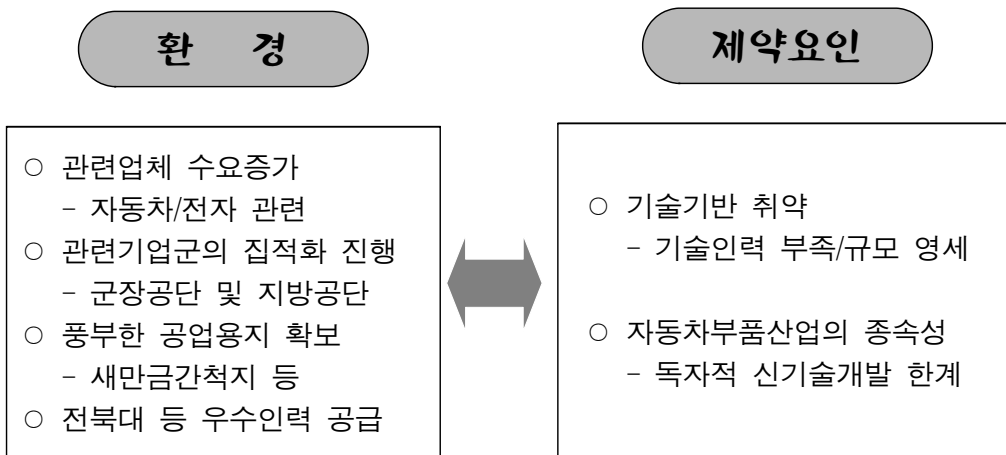 환 경
○ 관련업체 수요증가
- 자동차/전자 관련
○ 관련기업군의 집적화 진행
- 군장공단 및 지방공단
○ 풍부한 공업용지 확보
- 새만금간척지 등
○ 전북대 등 우수인력 공급
제약요인
○ 기술기반 취약
- 기술인력 부족/규모 영세
○ 자동차부품산업의 종속성
- 독자적 신기술개발 한계